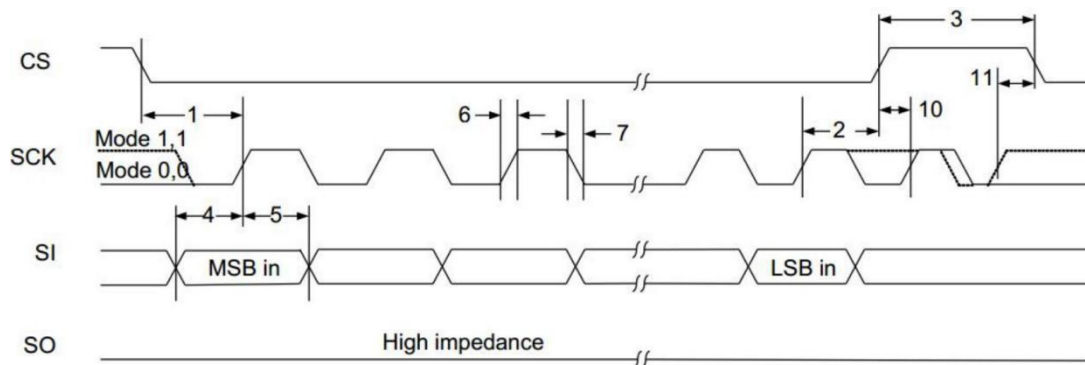 3
CS
11
1
6
10
2
7
Mode 1,1
SCK
Mode 0,0
4
5
SI
MSB in
LSB in
SO
High impedance